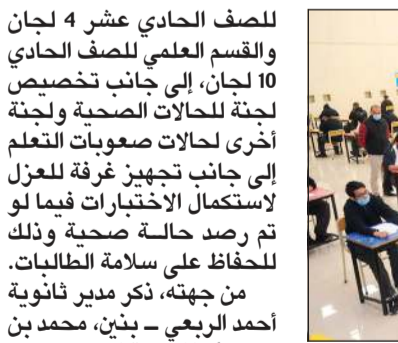 للصف الحادي عشر 4 لجان
والقسم العلمي للصف الحادي
10 لجان، إلى جانب تخصيص
لجنة للحالات الصحية ولجنة
أخرى لحالات صعوبات التعلم
إلى جانب تجهيز غرفة للعزل
لاستكمال الاختبارات فيما لو
تم رصد حالــة صحية وذلك
للحفاظ على سلامة الطالبات.
من جهته، ذكر مدير ثانوية
أحمد الربعي ــ بنين، محمد بن